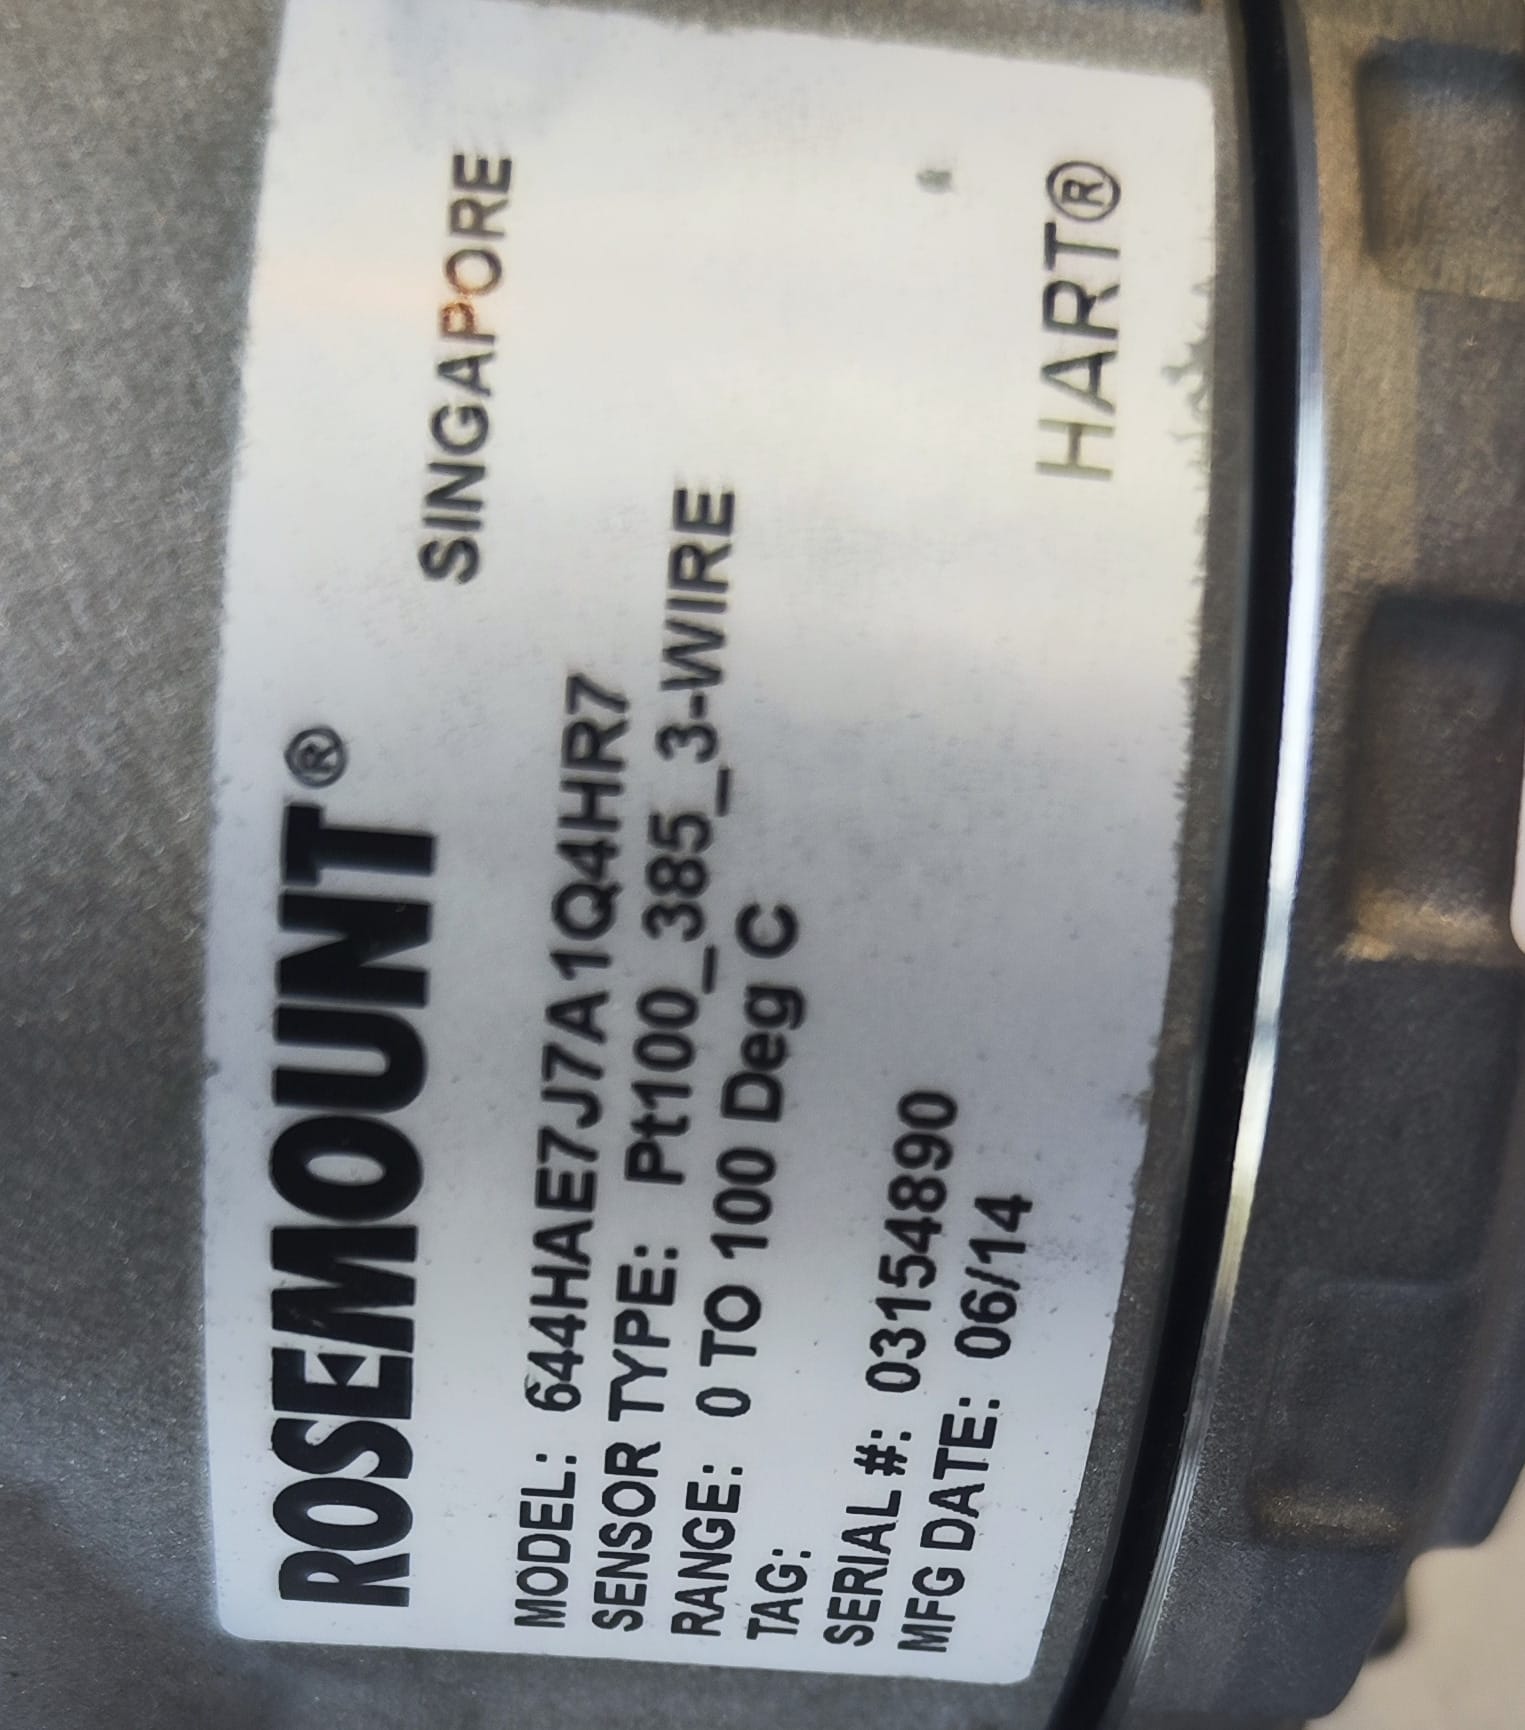 ROSEMOUNT®
SINGAPORE
MODEL: 644HAE7J7A1Q4HR7
SENSOR TYPE: Pt100_385_3-WIRE
RANGE: 0 TO 100 Deg C
TAG:
SERIAL #: 03154890
MFG DATE: 06/14
HART®